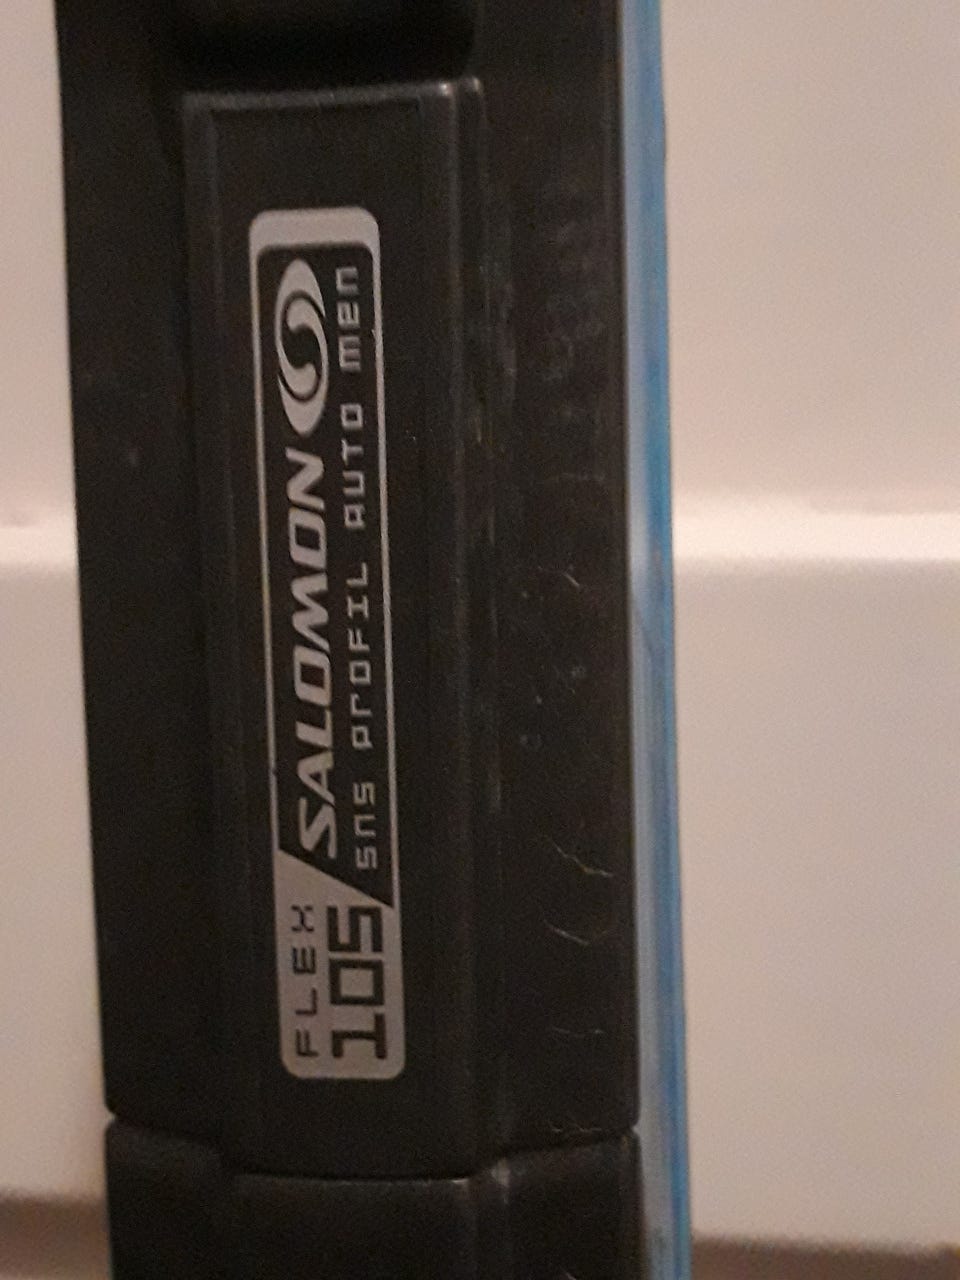 FLEX
105
SALOMON
SNS PROFIL AUTO MEN